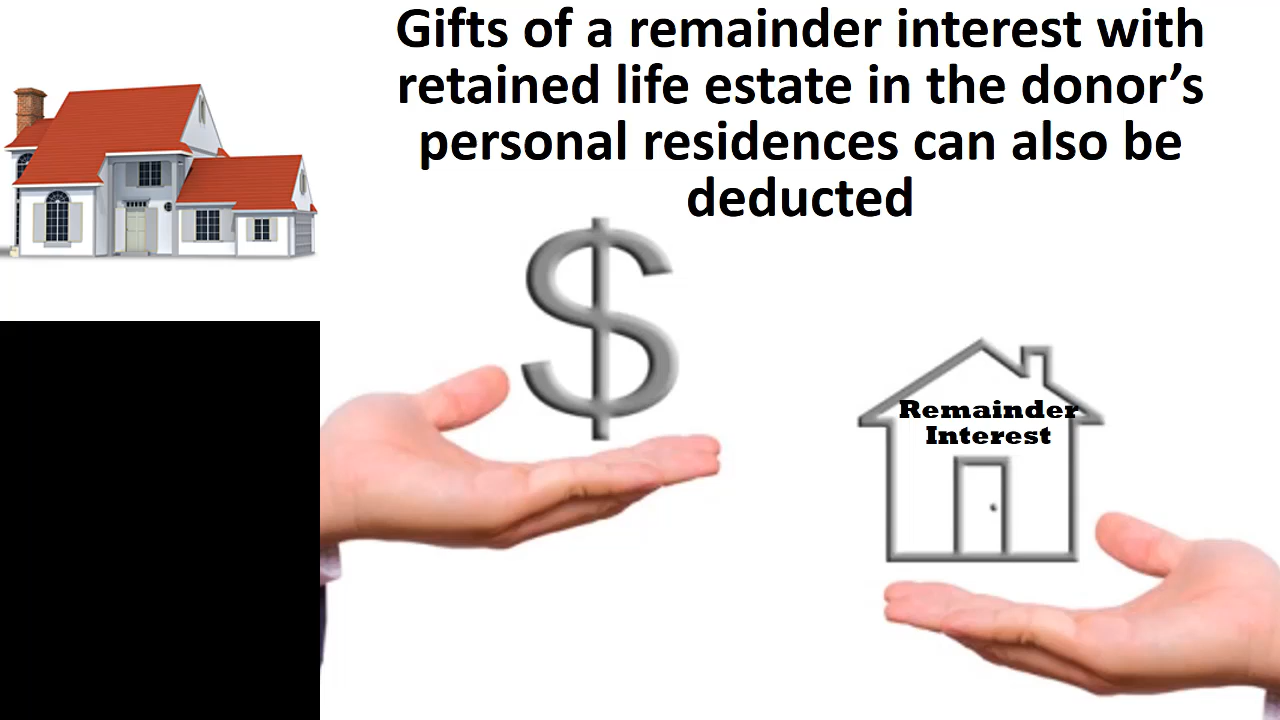 Gifts of a remainder interest with
retained life estate in the donor’s
personal residences can also be
deducted
$
Remainder
Interest